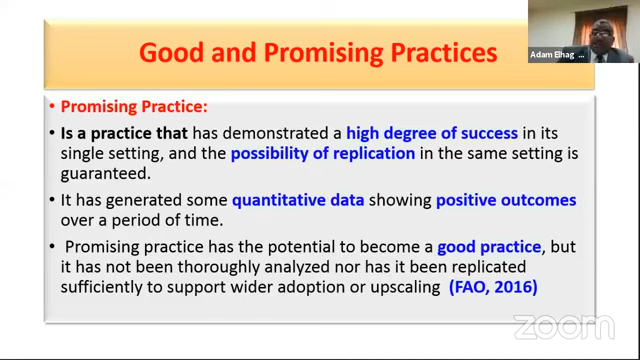 Adam Elhag ...
Good and Promising Practices
• Promising Practice:
• Is a practice that has demonstrated a high degree of success in its
single setting, and the possibility of replication in the same setting is
guaranteed.
• It has generated some quantitative data showing positive outcomes
over a period of time.
• Promising practice has the potential to become a good practice, but
it has not been thoroughly analyzed nor has it been replicated
sufficiently to support wider adoption or upscaling (FAO, 2016)
zoom